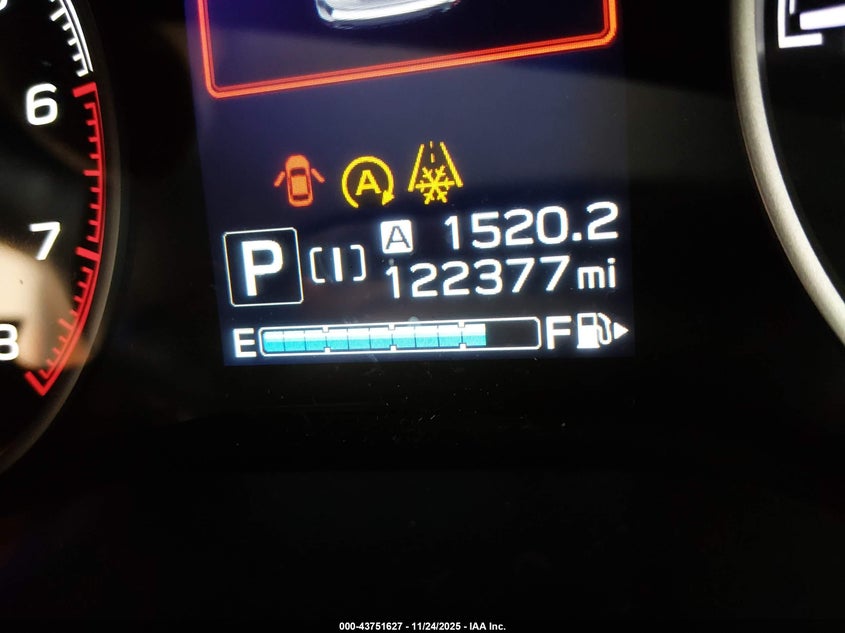 6
7
8
A
A 1520.2
P [I] 122377 mi
E F
000-43751627 - 11/24/2025 - IAA Inc.